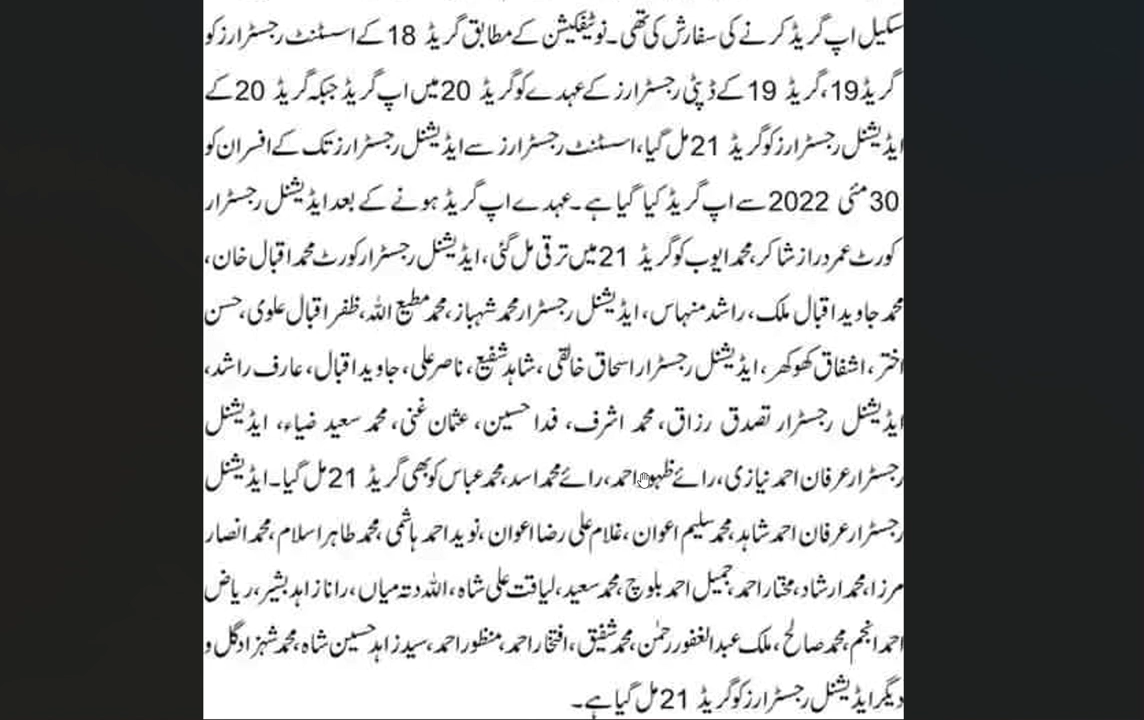 سکیل اپ گریڈ کرنے کی سفارش کی تھی۔ نوٹیفکیشن کے مطابق گریڈ 18 کے اسسٹنٹ رجسٹرارز کو
گریڈ 19، گریڈ 19 کے ڈپٹی رجسٹرارز کے عہدے کو گریڈ 20 میں اپ گریڈ جبکہ گریڈ 20 کے
ایڈیشنل رجسٹرارز کو گریڈ 21 مل گیا، اسسٹنٹ رجسٹرارز سے ایڈیشنل رجسٹرارز تک کے افسران کو
30 مئی 2022 سے اپ گریڈ کیا گیا ہے۔ عہدے اپ گریڈ ہونے کے بعد ایڈیشنل رجسٹرار
کورٹ عمر دراز شاکر، محمد ایوب کو گریڈ 21 میں ترقی مل گئی، ایڈیشنل رجسٹرار کورٹ محمد اقبال خان،
محمد جاوید اقبال ملک، راشد منہاس، ایڈیشنل رجسٹرار محمد شہباز، محمد مطیع اللہ، ظفر اقبال علوی، حسن
اختر، اشفاق کھوکھر، ایڈیشنل رجسٹرار اسحاق خالقی، شاہد شفیع، ناصر علی، جاوید اقبال، عارف راشد،
ایڈیشنل رجسٹرار تصدق رزاق، محمد اشرف، فدا حسین، عثمان غنی، محمد سعید ضیاء، ایڈیشنل
رجسٹرار عرفان احمد نیازی، رائے ظہور احمد، رائے محمد اسد، محمد عباس کو بھی گریڈ 21 مل گیا۔ ایڈیشنل
رجسٹرار عرفان احمد شاہد، محمد سلیم اعوان، غلام علی رضا اعوان، نوید احمد ہاشمی، محمد طاہر اسلام، محمد انصار
مرزا، محمد ارشاد، مختار احمد، جمیل احمد بلوچ، محمد سعید، لیاقت علی شاہ، اللہ دتہ میاں، رانا زاہد بشیر، ریاض
احمد انجم، محمد صالح، ملک عبدالغفور رحمٰن، محمد شفیق، افتخار احمد، منظور احمد، سید زاہد حسین شاہ، محمد شہزاد گل و
دیگر ایڈیشنل رجسٹرارز کو گریڈ 21 مل گیا ہے۔